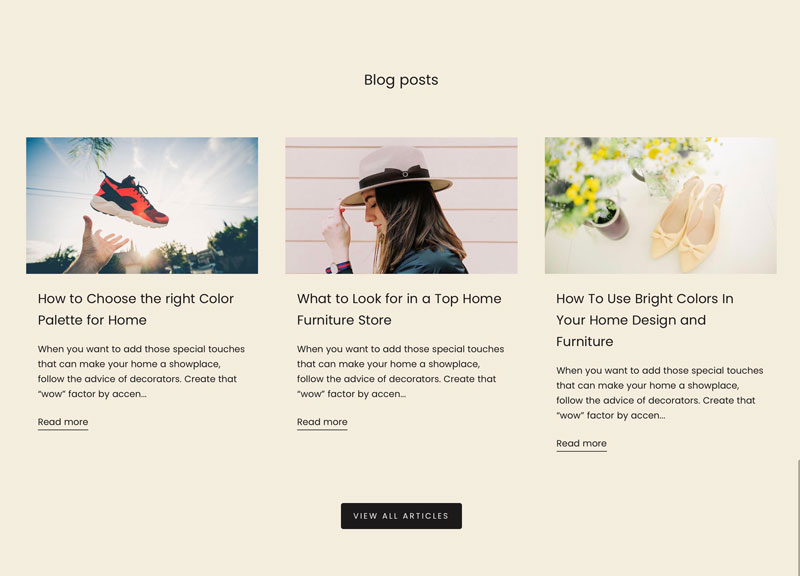 Blog posts
How to Choose the right Color
Palette for Home
When you want to add those special touches
that can make your home a showplace,
follow the advice of decorators. Create that
“wow” factor by accen...
Read more
What to Look for in a Top Home
Furniture Store
When you want to add those special touches
that can make your home a showplace,
follow the advice of decorators. Create that
“wow” factor by accen...
Read more
How To Use Bright Colors In
Your Home Design and
Furniture
When you want to add those special touches
that can make your home a showplace,
follow the advice of decorators. Create that
“wow” factor by accen...
Read more
VIEW ALL ARTICLES